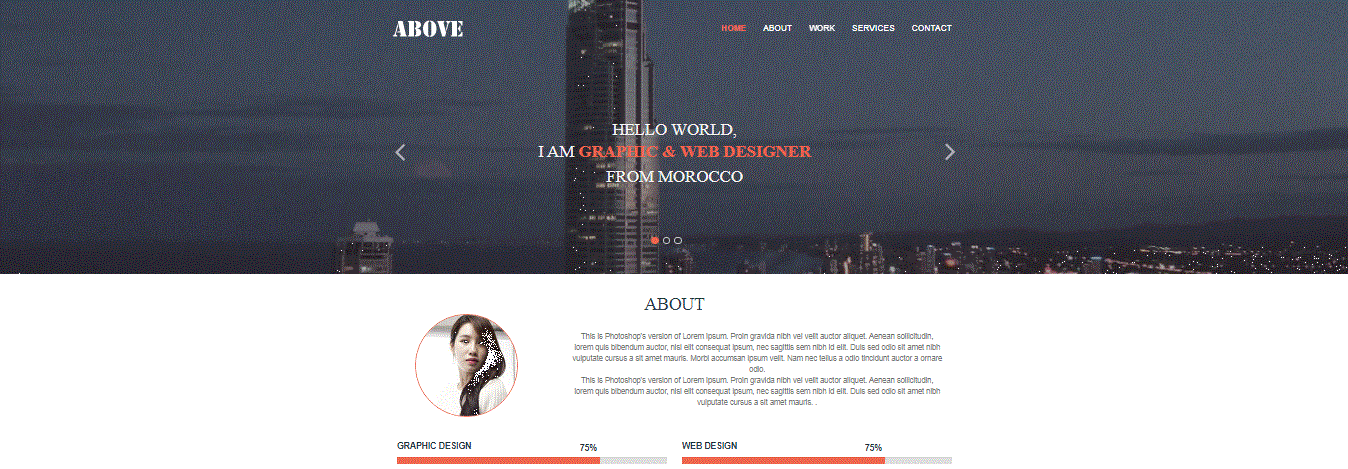 ABOVE
HOME ABOUT WORK SERVICES CONTACT
HELLO WORLD,
I AM GRAPHIC & WEB DESIGNER
FROM MOROCCO
ABOUT
This is Photoshop's version of Lorem Ipsum. Proin gravida nibh vel velit auctor aliquet. Aenean sollicitudin,
lorem quis bibendum auctor, nisi elit consequat ipsum, nec sagittis sem nibh id elit. Duis sed odio sit amet nibh
vulputate cursus a sit amet mauris. Morbi accumsan ipsum velit. Nam nec tellus a odio tincidunt auctor a ornare
odio.
This is Photoshop's version of Lorem Ipsum. Proin gravida nibh vel velit auctor aliquet. Aenean sollicitudin,
lorem quis bibendum auctor, nisi elit consequat ipsum, nec sagittis sem nibh id elit. Duis sed odio sit amet nibh
vulputate cursus a sit amet mauris. .
GRAPHIC DESIGN 75%
WEB DESIGN 75%